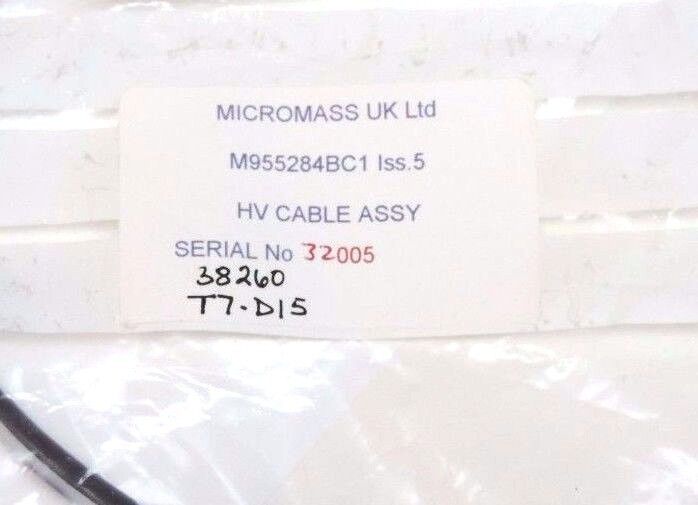 MICROMASS UK Ltd
M955284BC1 Iss.5
HV CABLE ASSY
SERIAL No 32005
38260
T7-D15